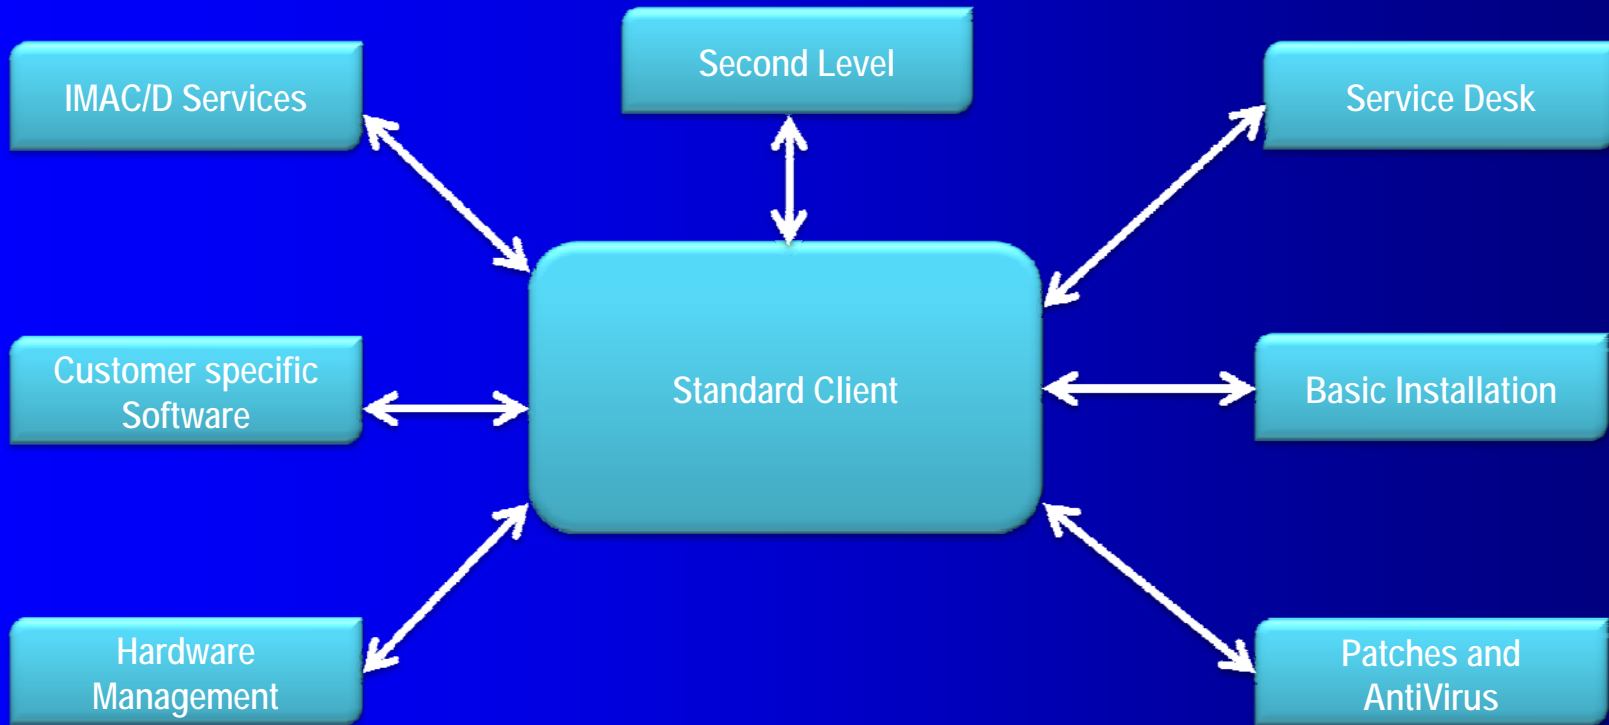 IMAC/D Services
Second Level
Service Desk
Customer specific
Software
Standard Client
Basic Installation
Hardware
Management
Patches and
AntiVirus